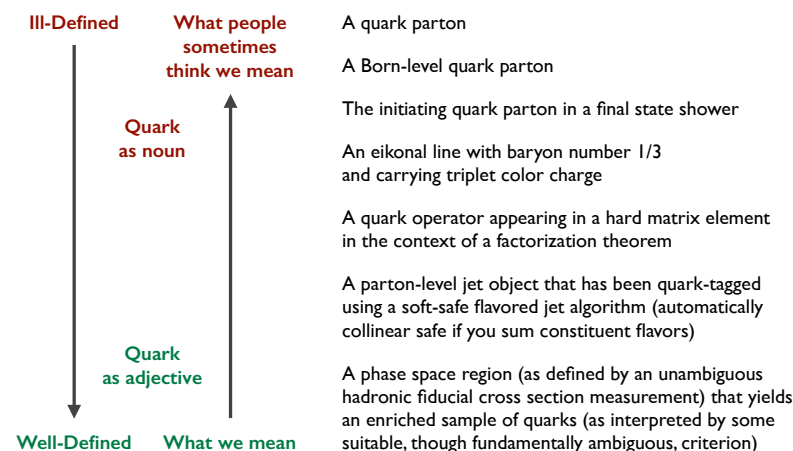 Ill-Defined
What people
sometimes
think we mean
Quark
as noun
Quark
as adjective
Well-Defined
What we mean
A quark parton
A Born-level quark parton
The initiating quark parton in a final state shower
An eikonal line with baryon number 1/3
and carrying triplet color charge
A quark operator appearing in a hard matrix element
in the context of a factorization theorem
A parton-level jet object that has been quark-tagged
using a soft-safe flavored jet algorithm (automatically
collinear safe if you sum constituent flavors)
A phase space region (as defined by an unambiguous
hadronic fiducial cross section measurement) that yields
an enriched sample of quarks (as interpreted by some
suitable, though fundamentally ambiguous, criterion)